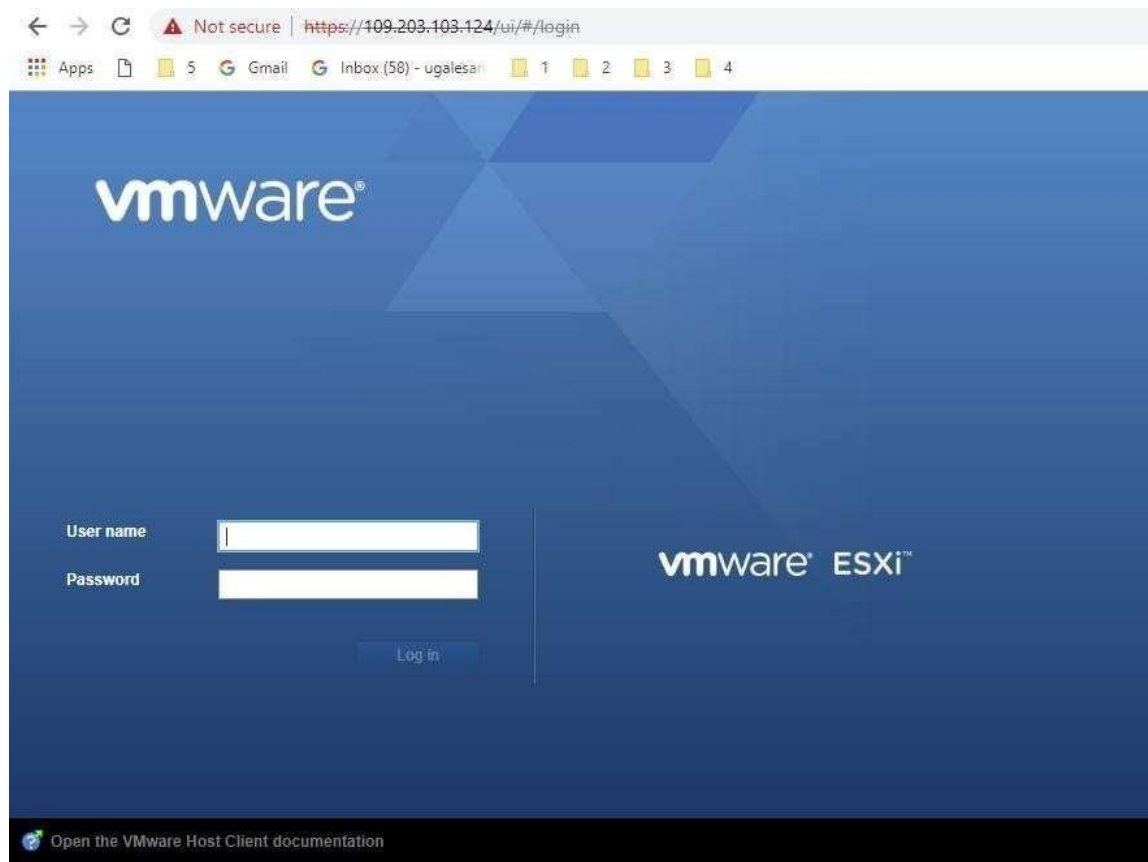 Not secure | https://109.203.103.124/ui/#/login
Apps 5 Gmail Inbox (58) - ugalesan 1 2 3 4
vmware®
User name
Password
Log in
vmware® ESXi™
Open the VMware Host Client documentation